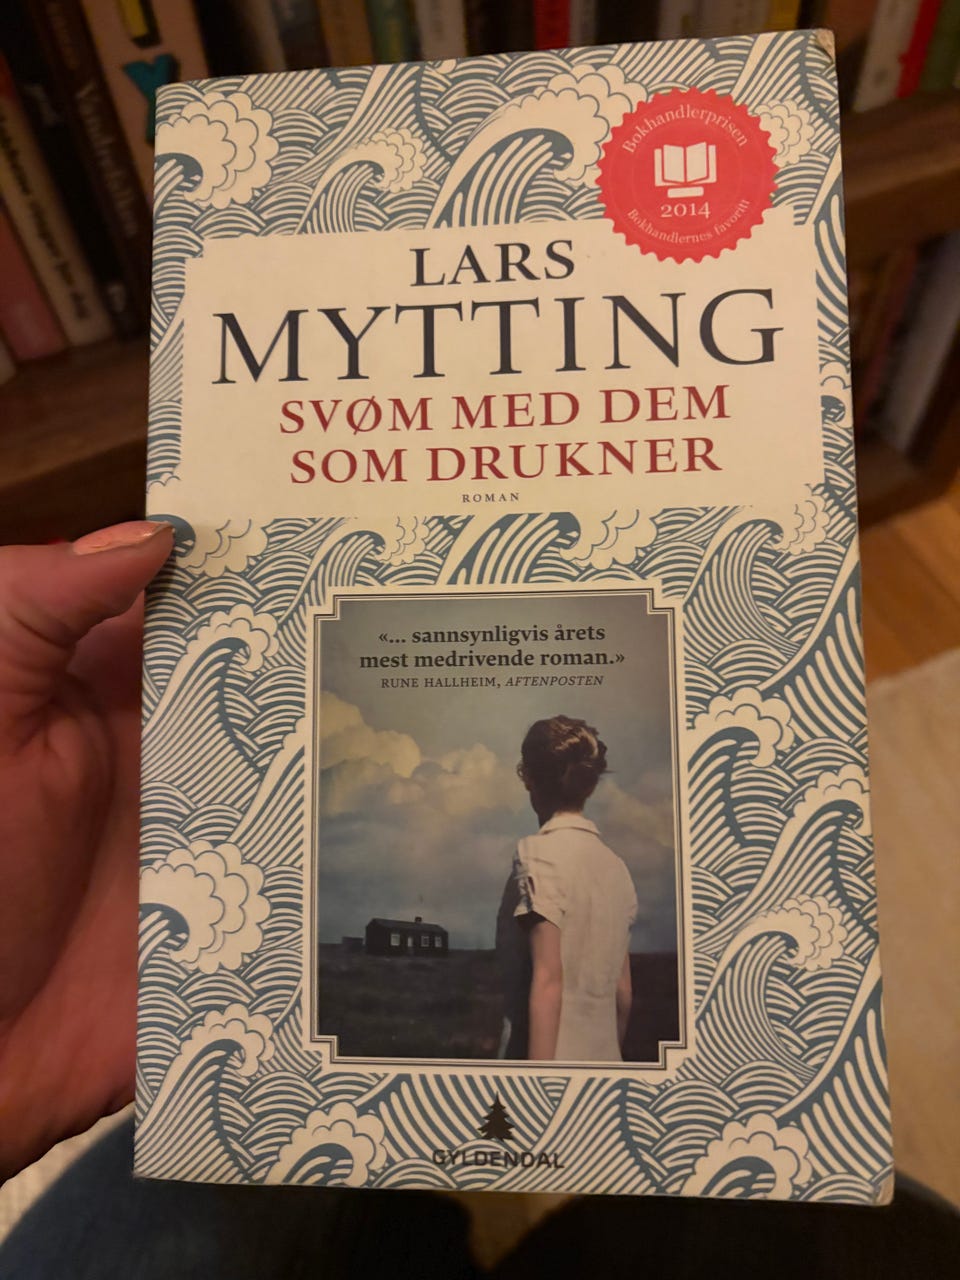 Bokhandlerprisen
2014
Bokhandlernes favoritt
LARS
MYTTING
SVØM MED DEM
SOM DRUKNER
ROMAN
«... sannsynligvis årets
mest medrivende roman.»
RUNE HALLHEIM, AFTENPOSTEN
GYLDENDAL